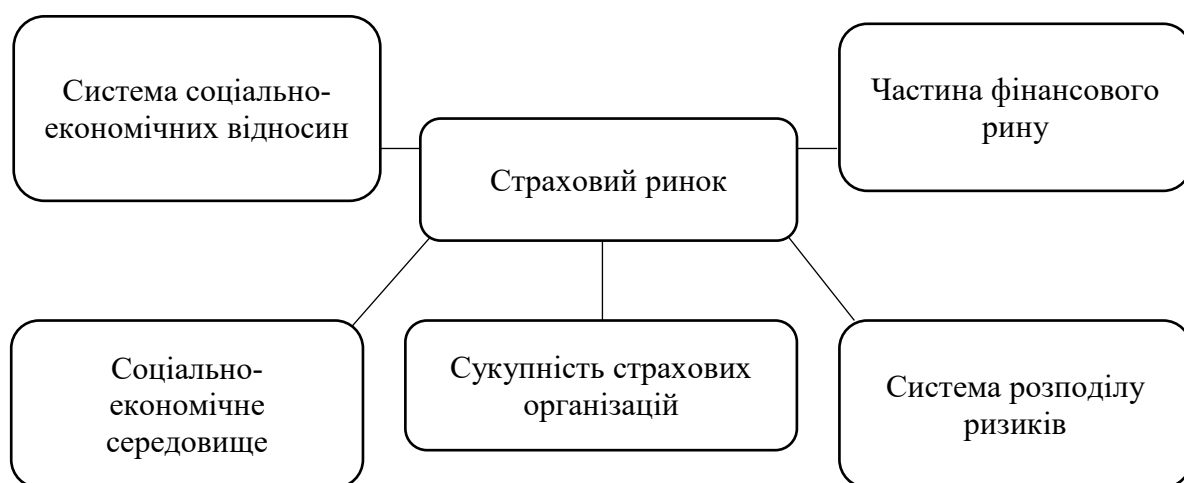 Система соціально-
економічних відносин
Частина фінансового
рину
Страховий ринок
Соціально-
економічне
середовище
Сукупність страхових
організацій
Система розподілу
ризиків